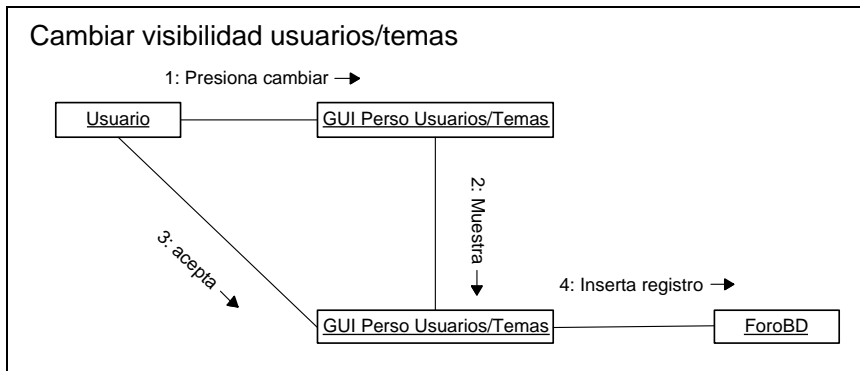 Cambiar visibilidad usuarios/temas
1: Presiona cambiar
Usuario
GUI Perso Usuarios/Temas
2: Muestra
3: acepta
4: Inserta registro
GUI Perso Usuarios/Temas
ForoBD